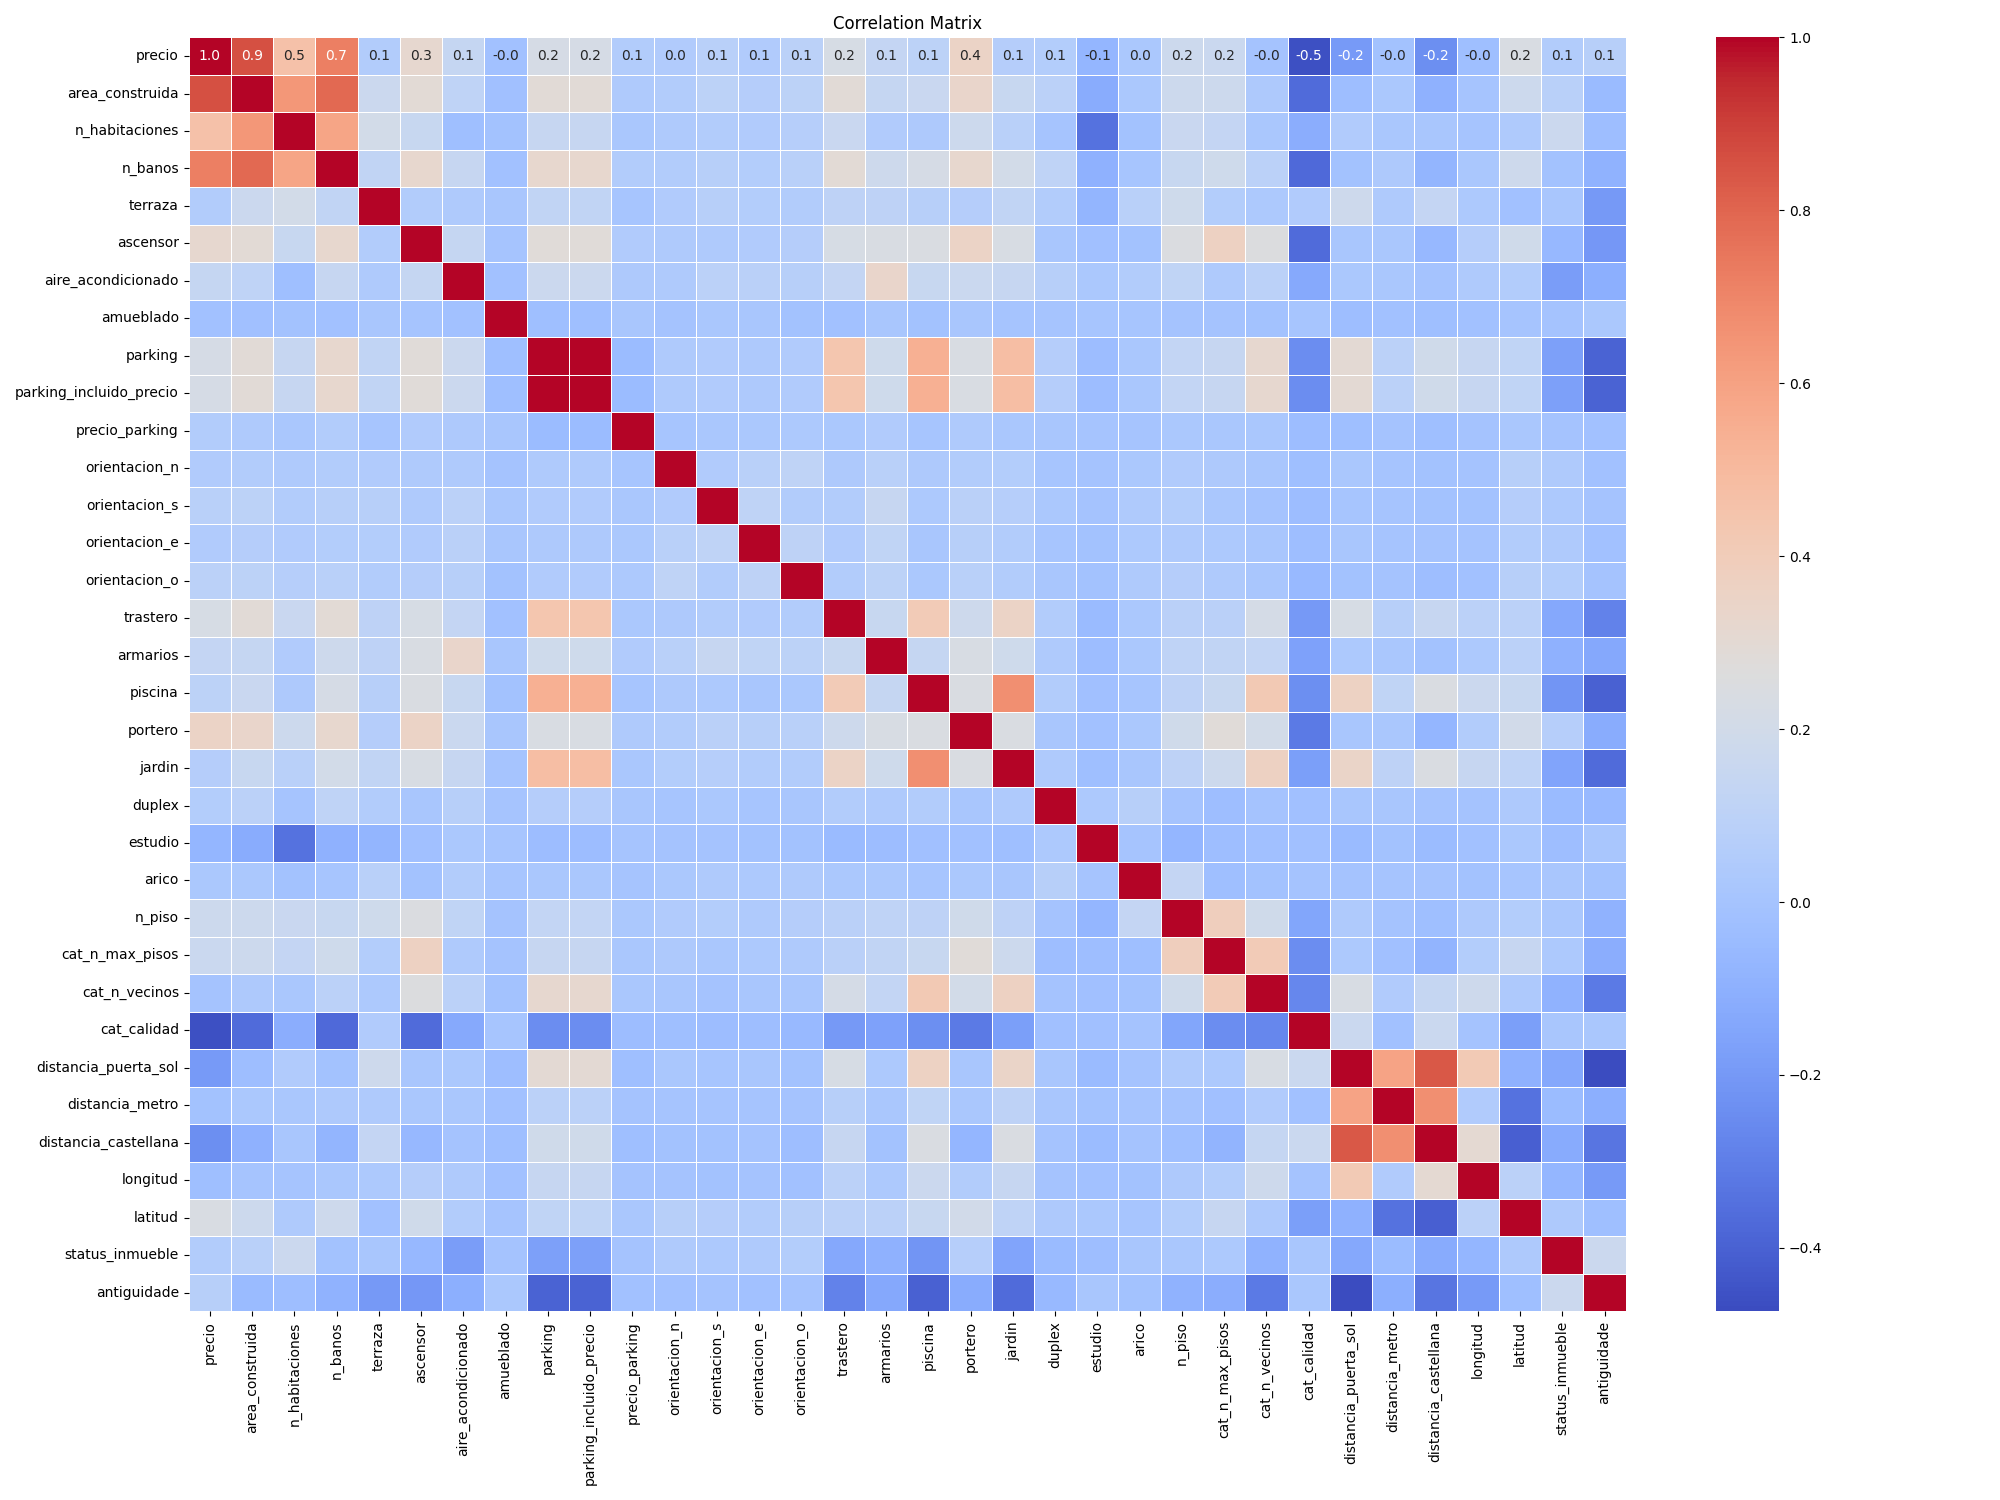 Correlation Matrix
precio 1.0 0.9 0.5 0.7 0.1 0.3 0.1 -0.0 0.2 0.2 0.1 0.0 0.1 0.1 0.1 0.2 0.1 0.1 0.4 0.1 0.1 -0.1 0.0 0.2 0.2 -0.0 -0.5 -0.2 -0.0 -0.2 -0.0 0.2 0.1 0.1
area_construida
n_habitaciones
n_banos
terraza
ascensor
aire_acondicionado
amueblado
parking
parking_incluido_precio
precio_parking
orientacion_n
orientacion_s
orientacion_e
orientacion_o
trastero
armarios
piscina
portero
jardin
duplex
estudio
arico
n_piso
cat_n_max_pisos
cat_n_vecinos
cat_calidad
distancia_puerta_sol
distancia_metro
distancia_castellana
longitud
latitud
status_inmueble
antiguidade
precio
area_construida
n_habitaciones
n_banos
terraza
ascensor
aire_acondicionado
amueblado
parking
parking_incluido_precio
precio_parking
orientacion_n
orientacion_s
orientacion_e
orientacion_o
trastero
armarios
piscina
portero
jardin
duplex
estudio
arico
n_piso
cat_n_max_pisos
cat_n_vecinos
cat_calidad
distancia_puerta_sol
distancia_metro
distancia_castellana
longitud
latitud
status_inmueble
antiguidade
1.0
0.8
0.6
0.4
0.2
0.0
−0.2
−0.4